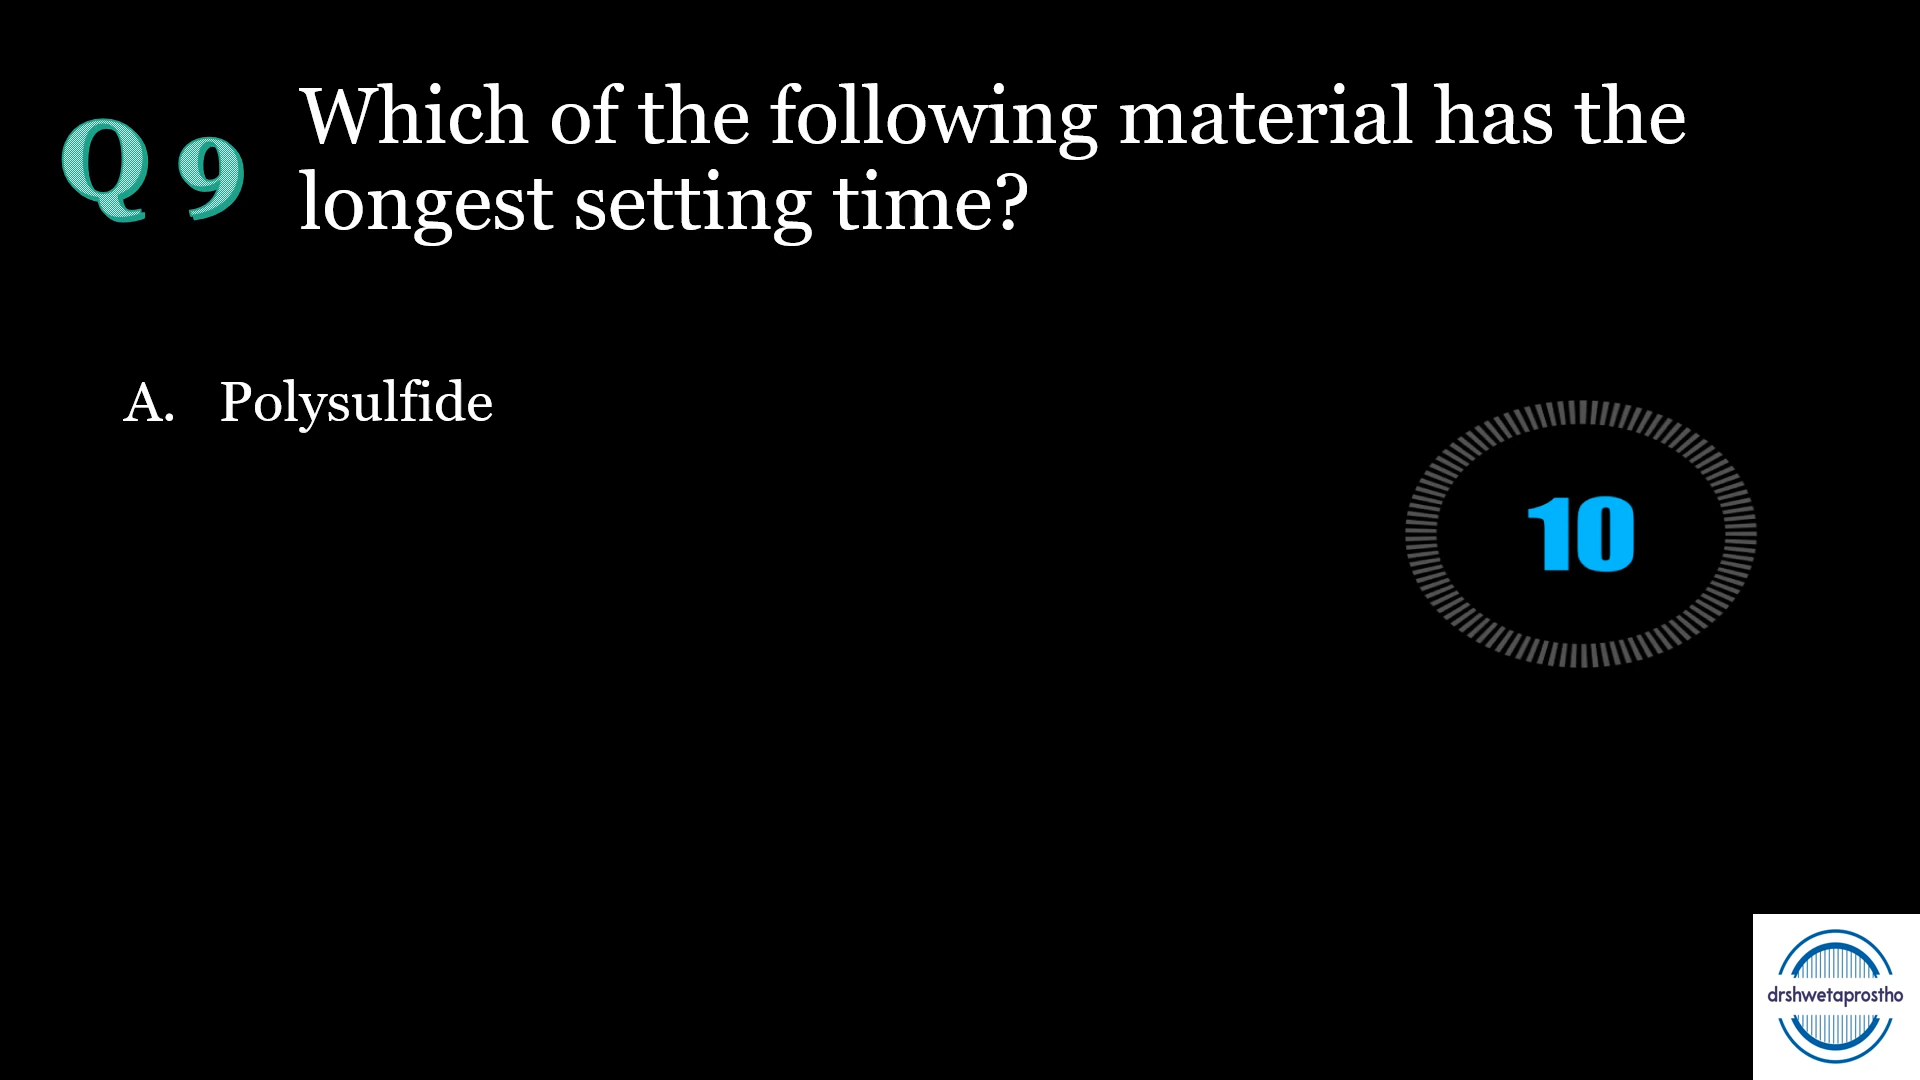 Q 9
Which of the following material has the
longest setting time?
A. Polysulfide
10
drshwetaprostho